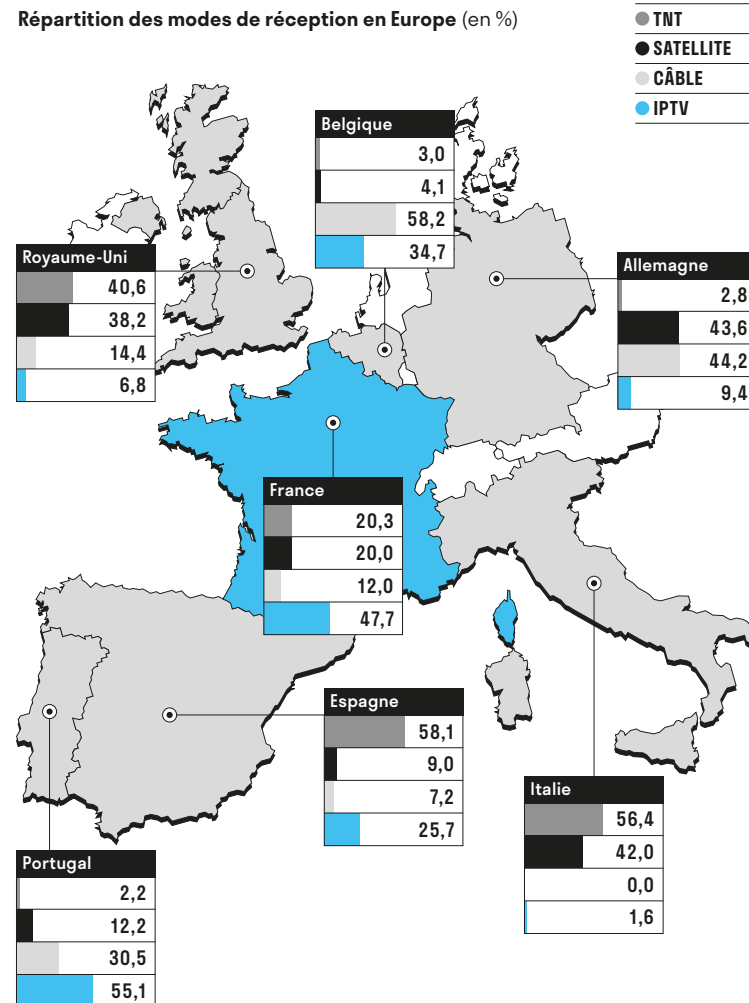 Répartition des modes de réception en Europe (en %)
TNT
SATELLITE
CÂBLE
IPTV
Belgique
3,0
4,1
58,2
34,7
Royaume-Uni
40,6
38,2
14,4
6,8
Allemagne
2,8
43,6
44,2
9,4
France
20,3
20,0
12,0
47,7
Espagne
58,1
9,0
7,2
25,7
Italie
56,4
42,0
0,0
1,6
Portugal
2,2
12,2
30,5
55,1